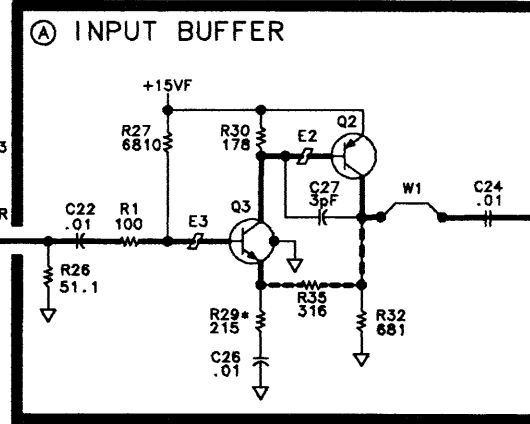 A INPUT BUFFER
+15VF
R27
6810
R30
178
E2
Q2
3
R
C22
.01
R1
100
E3
Q3
C27
3pF
W1
C24
.01
R26
51.1
R29*
215
R35
316
R32
681
C26
.01